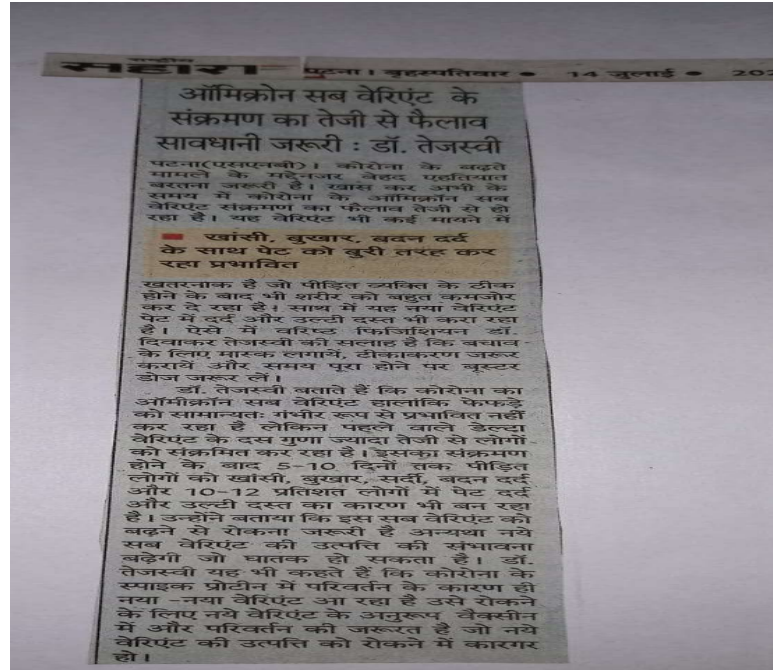 राष्ट्रीय
सहारा
पटना। बृहस्पतिवार ● 14 जुलाई ● 202
ऑमिक्रोन सब वेरिएंट के
संक्रमण का तेजी से फैलाव
सावधानी जरूरी : डॉ. तेजस्वी
पटना(एसएनबी)। कोरोना के बढ़ते
मामले के मद्देनजर बेहद एहतियात
बरतना जरूरी है। खास कर अभी के
समय में कोरोना के आमिक्रॉन सब
वेरिएंट संक्रमण का फैलाव तेजी से हो
रहा है। यह वेरिएंट भी कई मायने में
■ खांसी, बुखार, बदन दर्द
के साथ पेट को बुरी तरह कर
रहा प्रभावित
खतरनाक है जो पीड़ित व्यक्ति के ठीक
होने के बाद भी शरीर को बहुत कमजोर
कर दे रहा है। साथ में यह नया वेरिएंट
पेट में दर्द और उल्टी दस्त भी करा रहा
है। ऐसे में वरिष्ट फिजिशियन डॉ.
दिवाकर तेजस्वी की सलाह है कि बचाव
के लिए मास्क लगायें, टीकाकरण जरूर
करायें और समय पूरा होने पर बूस्टर
डोज जरूर लें।
डॉ. तेजस्वी बताते हैं कि कोरोना का
ऑमीक्रॉन सब वेरिएंट हालांकि फेफड़े
को सामान्यतः गंभीर रूप से प्रभावित नहीं
कर रहा है लेकिन पहले वाले डेल्टा
वेरिएंट के दस गुणा ज्यादा तेजी से लोगों
को संक्रमित कर रहा है। इसका संक्रमण
होने के बाद 5-10 दिनों तक पीड़ित
लोगों को खांसी, बुखार, सर्दी, बदन दर्द
और 10-12 प्रतिशत लोगों में पेट दर्द
और उल्टी दस्त का कारण भी बन रहा
है। उन्होंने बताया कि इस सब वेरिएंट को
बढ़ने से रोकना जरूरी है अन्यथा नये
सब वेरिएंट की उत्पत्ति की संभावना
बढ़ेगी जो घातक हो सकता है। डॉ.
तेजस्वी यह भी कहते हैं कि कोरोना के
स्पाइक प्रोटीन में परिवर्तन के कारण ही
नया -नया वेरिएंट आ रहा है उसे रोकने
के लिए नये वेरिएंट के अनुरूप वैक्सीन
में और परिवर्तन की जरूरत है जो नये
वेरिएंट की उत्पत्ति को रोकने में कारगर
हो।